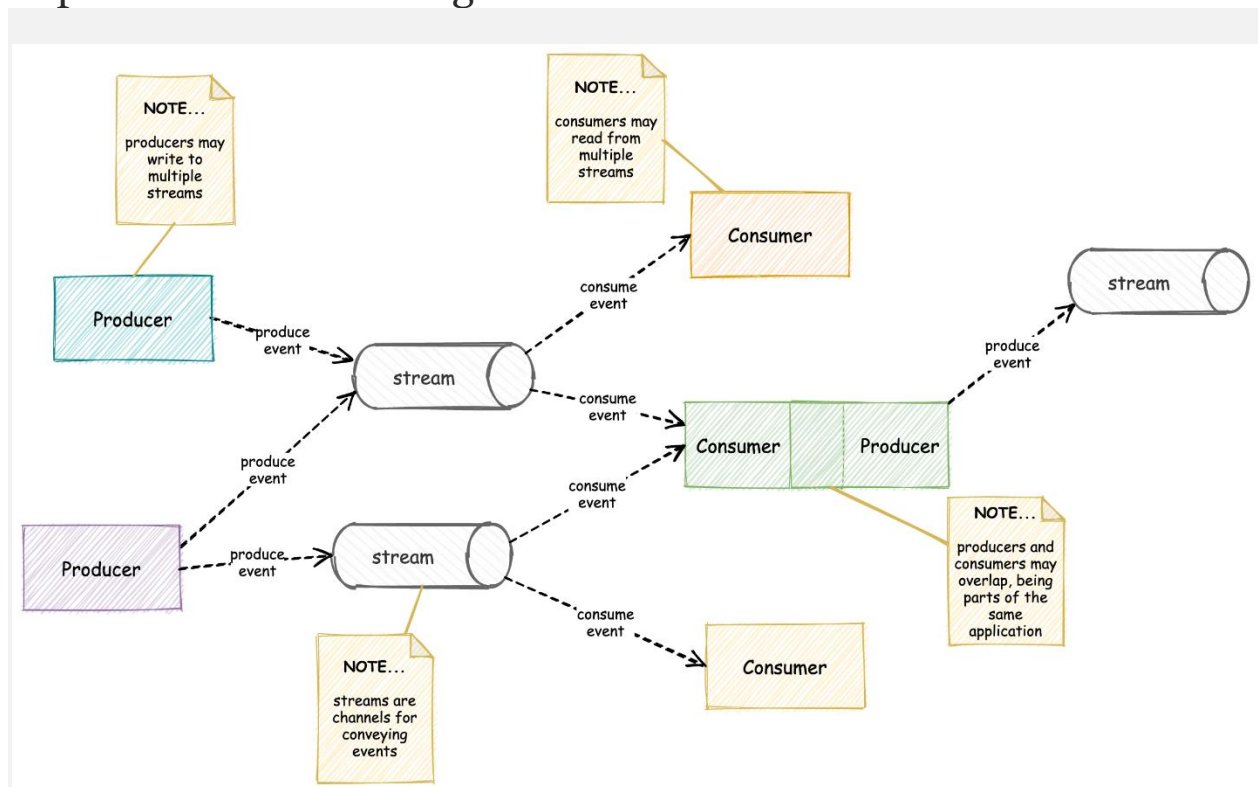 NOTE...
producers may
write to
multiple
streams
NOTE...
consumers may
read from
multiple
streams
Consumer
Producer
produce
event
stream
consume
event
stream
produce
event
consume
event
Consumer
Producer
produce
event
consume
event
Producer
produce
event
stream
NOTE...
producers and
consumers may
overlap, being
parts of the
same
application
consume
event
Consumer
NOTE...
streams are
channels for
conveying
events